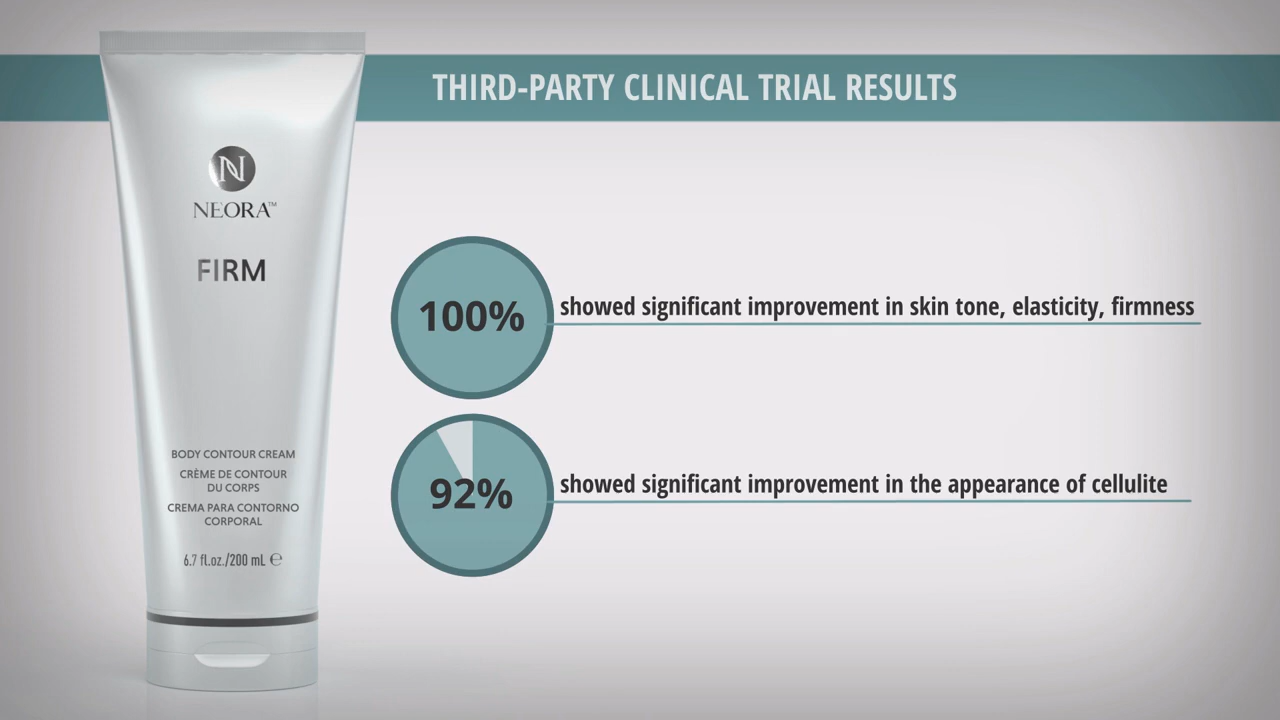 THIRD-PARTY CLINICAL TRIAL RESULTS
N
NEORA™
FIRM
BODY CONTOUR CREAM
CRÈME DE CONTOUR
DU CORPS
CREMA PARA CONTORNO
CORPORAL
6.7 fl.oz./200 mL ℮
100%
showed significant improvement in skin tone, elasticity, firmness
92%
showed significant improvement in the appearance of cellulite